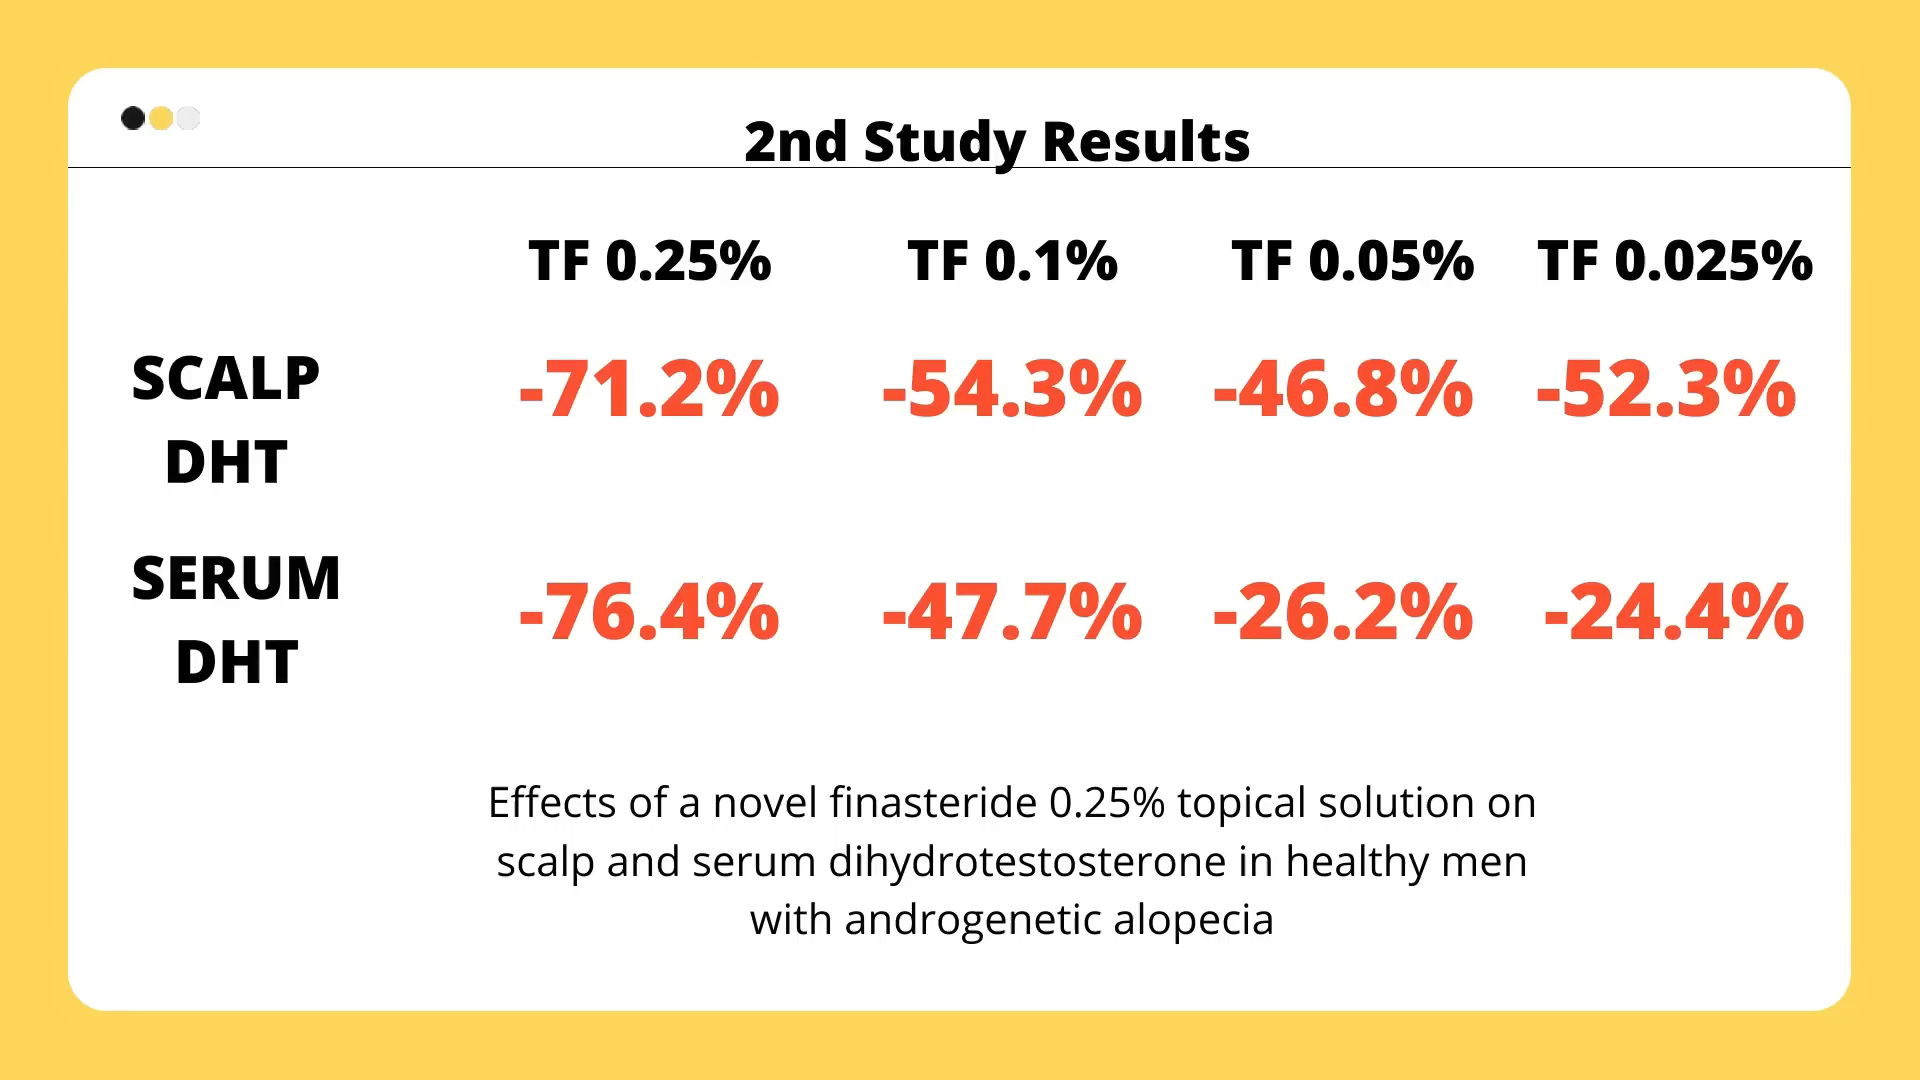 2nd Study Results
TF 0.25% TF 0.1% TF 0.05% TF 0.025%
SCALP
DHT
-71.2% -54.3% -46.8% -52.3%
SERUM
DHT
-76.4% -47.7% -26.2% -24.4%
Effects of a novel finasteride 0.25% topical solution on
scalp and serum dihydrotestosterone in healthy men
with androgenetic alopecia